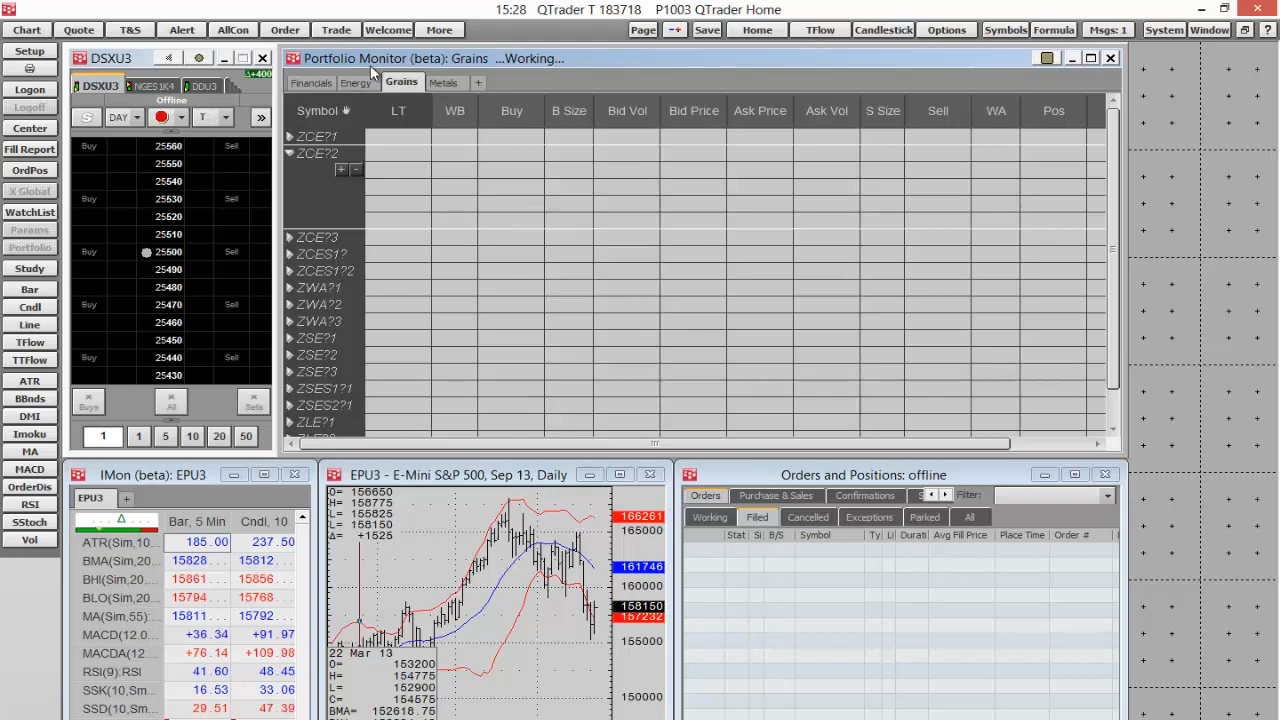 15:28 QTrader T 183718 P1003 QTrader Home
Chart Quote T&S Alert AllCon Order Trade Welcome More Page Save Home TFlow Candlestick Options Symbols Formula Msgs: 1 System Window ?
Setup
Logon
Logoff
Center
Fill Report
OrdPos
X Global
WatchList
Params
Portfolio
Study
Bar
Cndl
Line
TFlow
TTFlow
ATR
BBnds
DMI
Imoku
MA
MACD
OrderDis
RSI
SStoch
Vol
DSXU3
Δ+400
DSXU3 NGES1K4 DDU3
Offline
S DAY T »
Buy 25560 Sell
25550
25540
Buy 25530 Sell
25520
25510
Buy 25500 Sell
25490
25480
Buy 25470 Sell
25460
25450
Buy 25440 Sell
25430
× Buys × All × Sells
1 1 5 10 20 50
Portfolio Monitor (beta): Grains ...Working...
Financials Energy Grains Metals +
Symbol LT WB Buy B Size Bid Vol Bid Price Ask Price Ask Vol S Size Sell WA Pos
ZCE?1
ZCE?2
+ -
ZCE?3
ZCES1?
ZCES1?2
ZWA?1
ZWA?2
ZWA?3
ZSE?1
ZSE?2
ZSE?3
ZSES1?1
ZSES2?1
ZLE?1
IMon (beta): EPU3
EPU3 +
Δ Bar, 5 Min Cndl, 10
ATR(Sim,10... 185.00 237.50
BMA(Sim,20... 15828 15812
BHI(Sim,20,... 15861 15856
BLO(Sim,20... 15794 15768
MA(Sim,55):... 15811 15792
MACD(12.0... +36.34 +91.97
MACDA(12.... +76.14 +109.98
RSI(9):RSI 41.60 48.45
SSK(10,Sm... 16.53 33.06
SSD(10,Sm... 29.51 47.39
EPU3 - E-Mini S&P 500, Sep 13, Daily
O= 156650
H= 158775
L= 155825
L= 158150
Δ= +1525
166261
165000
161746
160000
158150
157232
155000
150000
22 Mar 13
O= 153200
H= 154775
L= 152900
C= 154575
BMA= 152618.75
Orders and Positions: offline
Orders Purchase & Sales Confirmations S Filter:
Working Filled Cancelled Exceptions Parked All
Stat Si B/S Symbol Ty Li Durati Avg Fill Price Place Time Order #